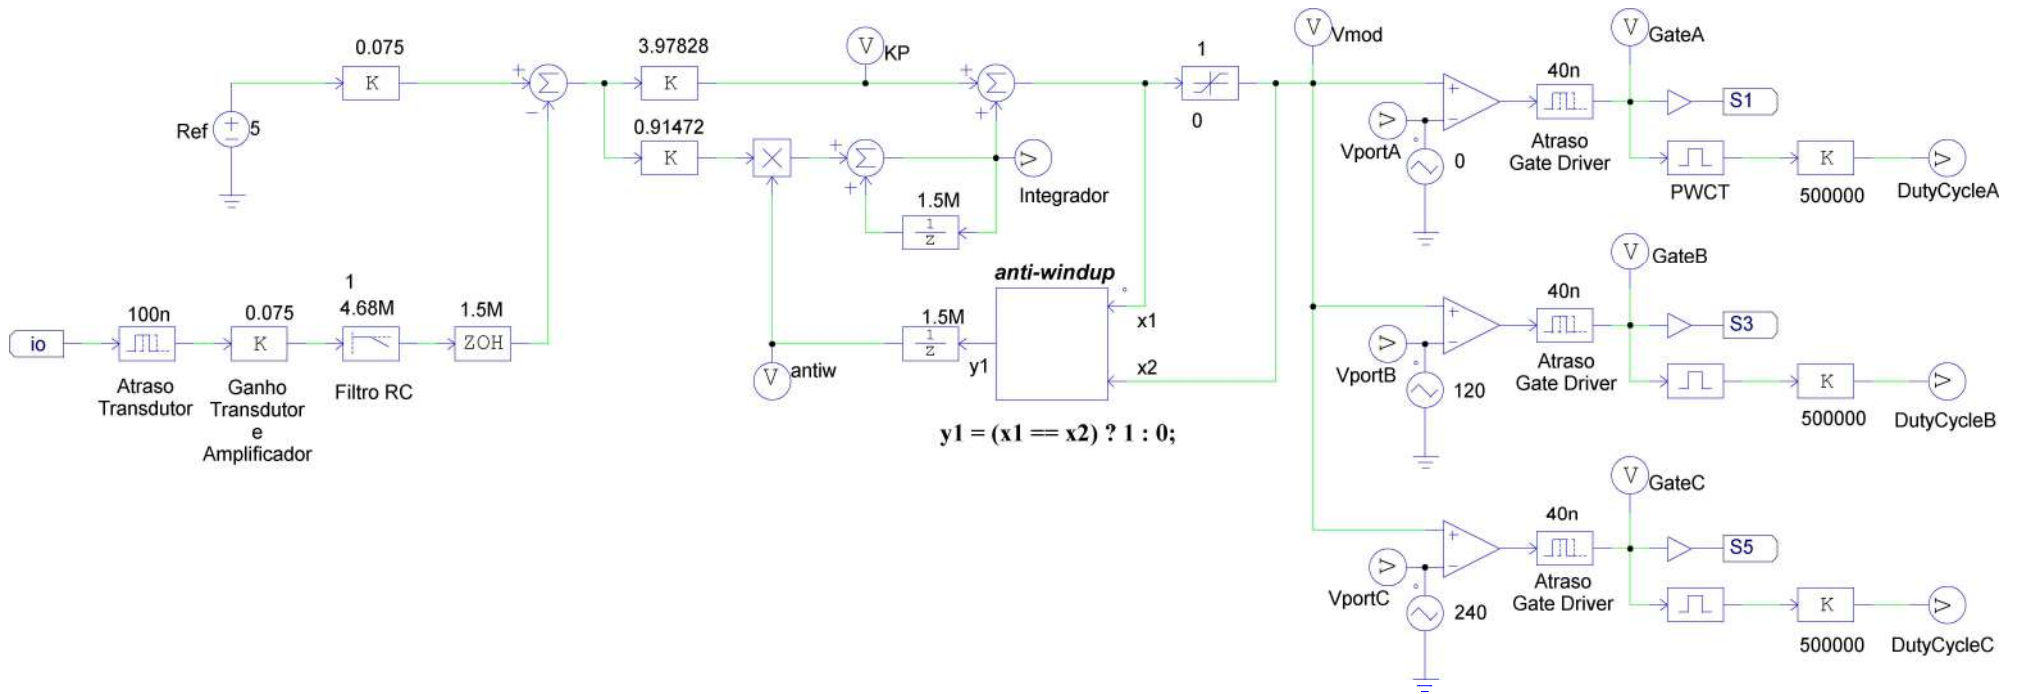 0.075
K
Ref
+
−
5
+
Σ
−
3.97828
K
V
KP
+
Σ
+
1
0
0.91472
K
X
+
Σ
+
V
Integrador
1.5M
1
z
anti-windup
x1
x2
y1
y1 = (x1 == x2) ? 1 : 0;
1.5M
1
z
V
antiw
io
100n
Atraso
Transdutor
0.075
K
Ganho
Transdutor
e
Amplificador
1
4.68M
Filtro RC
1.5M
ZOH
V
Vmod
+
−
V
VportA
0
40n
Atraso
Gate Driver
V
GateA
S1
PWCT
K
500000
V
DutyCycleA
+
−
V
VportB
120
40n
Atraso
Gate Driver
V
GateB
S3
K
500000
V
DutyCycleB
+
−
V
VportC
240
40n
Atraso
Gate Driver
V
GateC
S5
K
500000
V
DutyCycleC